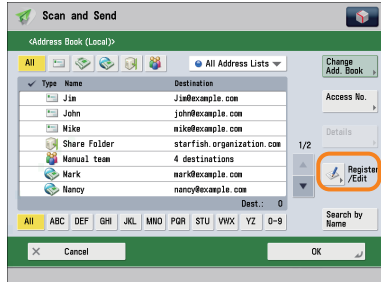 Scan and Send
<Address Book (Local)>
All
All Address Lists
Change
Add. Book
Type Name Destination
Jim Jim@example.com
John john@example.com
Mike mike@example.com
Share Folder starfish.organization.com
Manual team 4 destinations
Mark mark@example.com
Nancy nancy@example.com
Dest.: 0
Access No.
Details
1/2
Register
/Edit
All ABC DEF GHI JKL MNO PQR STU VWX YZ 0-9
Search by
Name
Cancel
OK